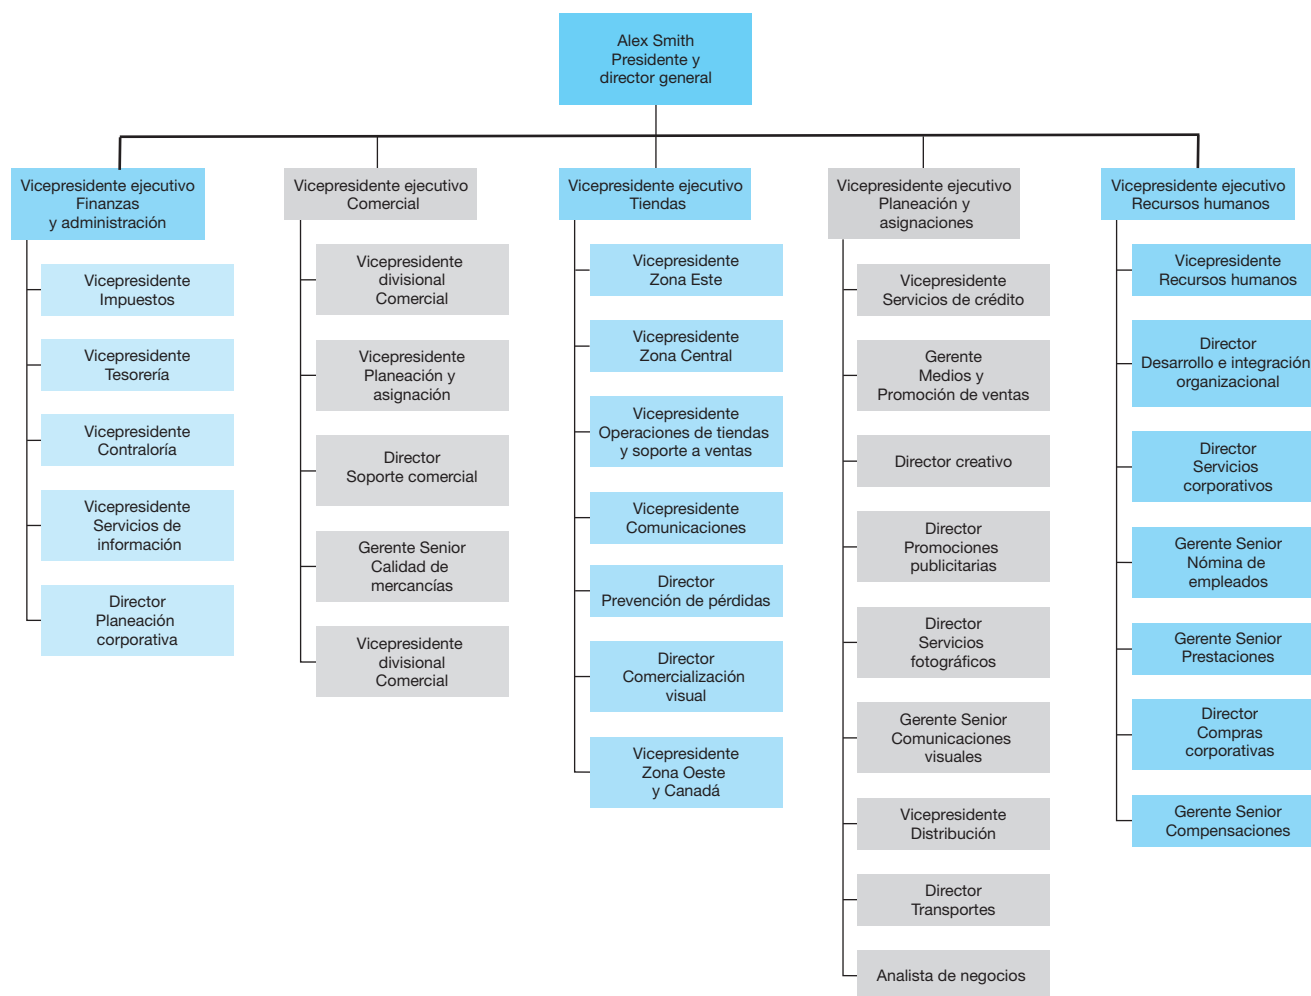 Alex Smith
Presidente y
director general
Vicepresidente ejecutivo
Finanzas
y administración
Vicepresidente
Impuestos
Vicepresidente
Tesorería
Vicepresidente
Contraloría
Vicepresidente
Servicios de
información
Director
Planeación
corporativa
Vicepresidente ejecutivo
Comercial
Vicepresidente
divisional
Comercial
Vicepresidente
Planeación y
asignación
Director
Soporte comercial
Gerente Senior
Calidad de
mercancías
Vicepresidente
divisional
Comercial
Vicepresidente ejecutivo
Tiendas
Vicepresidente
Zona Este
Vicepresidente
Zona Central
Vicepresidente
Operaciones de tiendas
y soporte a ventas
Vicepresidente
Comunicaciones
Director
Prevención de pérdidas
Director
Comercialización
visual
Vicepresidente
Zona Oeste
y Canadá
Vicepresidente ejecutivo
Planeación y
asignaciones
Vicepresidente
Servicios de crédito
Gerente
Medios y
Promoción de ventas
Director creativo
Director
Promociones
publicitarias
Director
Servicios
fotográficos
Gerente Senior
Comunicaciones
visuales
Vicepresidente
Distribución
Director
Transportes
Analista de negocios
Vicepresidente ejecutivo
Recursos humanos
Vicepresidente
Recursos humanos
Director
Desarrollo e integración
organizacional
Director
Servicios
corporativos
Gerente Senior
Nómina de
empleados
Gerente Senior
Prestaciones
Director
Compras
corporativas
Gerente Senior
Compensaciones